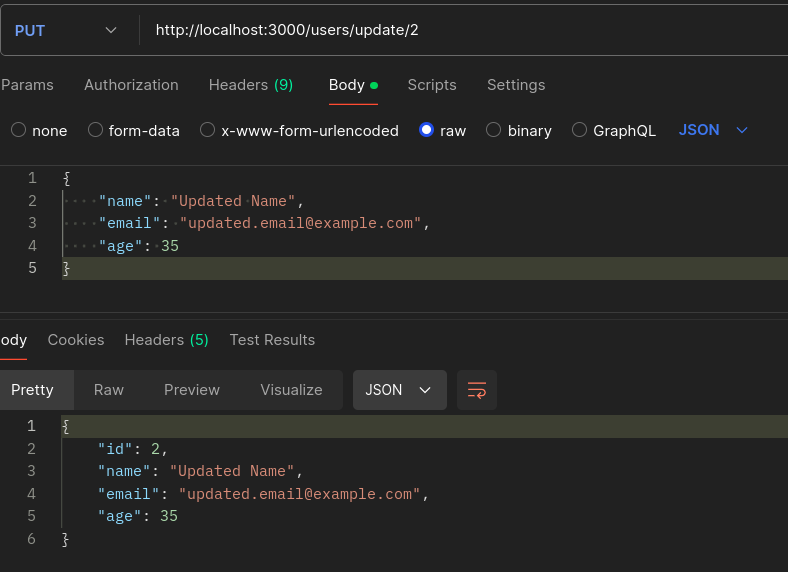 PUT http://localhost:3000/users/update/2
Params Authorization Headers (9) Body Scripts Settings
none form-data x-www-form-urlencoded raw binary GraphQL JSON
1 {
2 "name": "Updated Name",
3 "email": "updated.email@example.com",
4 "age": 35
5 }
ody Cookies Headers (5) Test Results
Pretty Raw Preview Visualize JSON
1 {
2 "id": 2,
3 "name": "Updated Name",
4 "email": "updated.email@example.com",
5 "age": 35
6 }